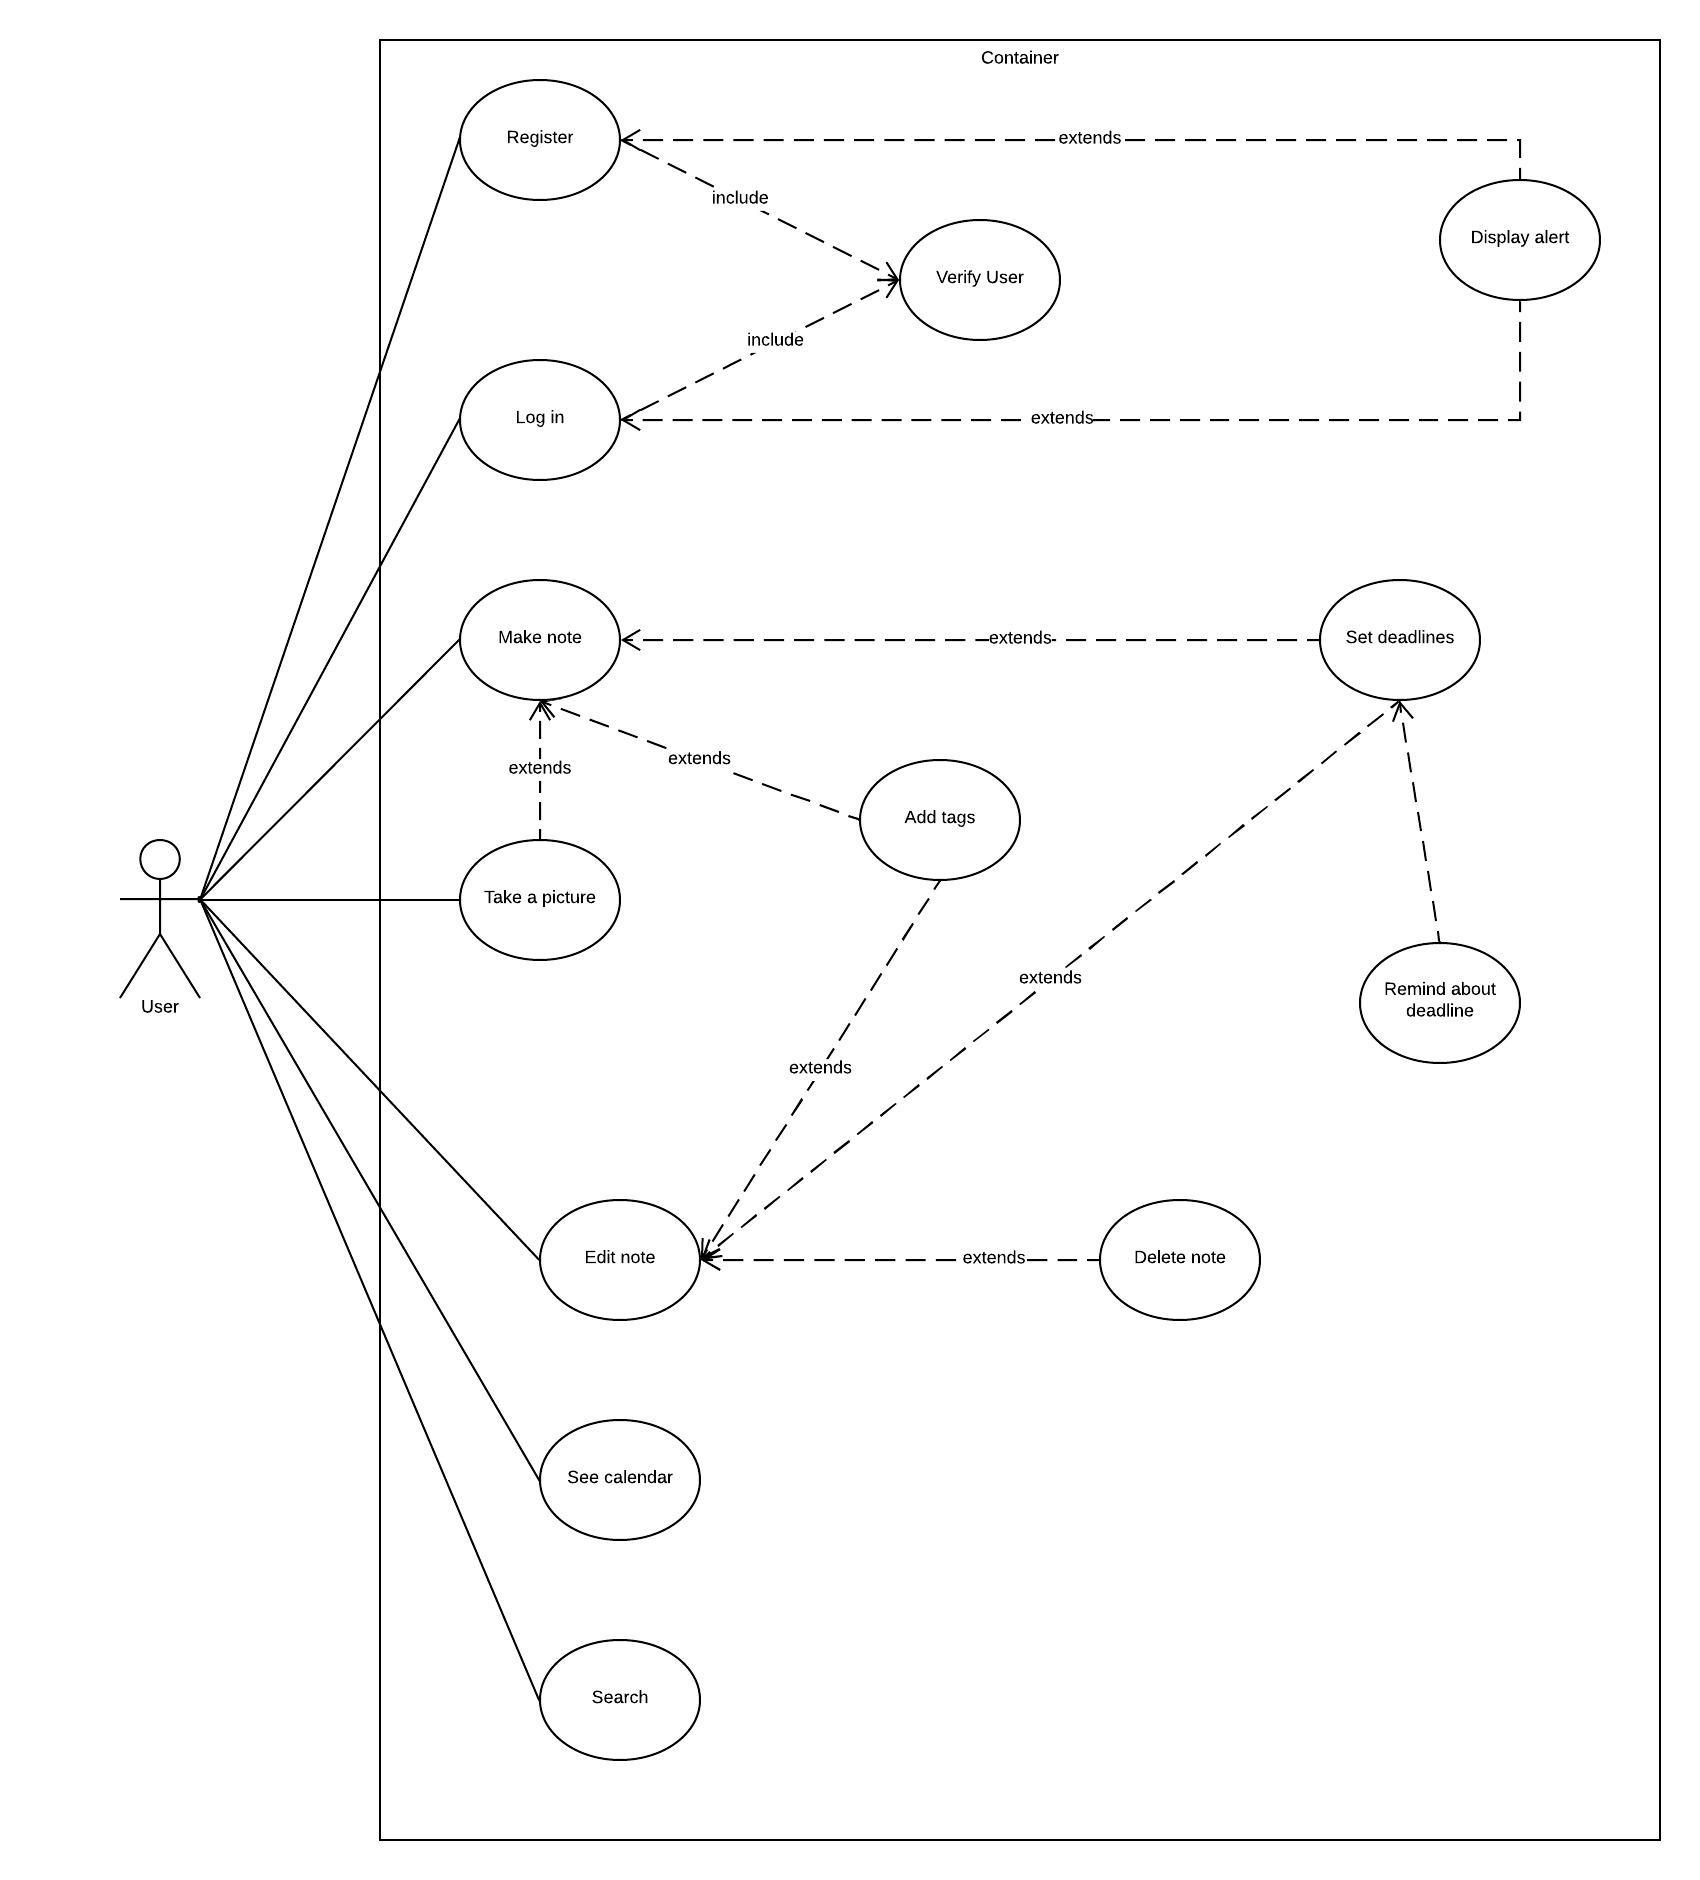 Container
Register
extends
include
Display alert
Verify User
include
Log in
extends
Make note
extends
Set deadlines
extends
extends
Add tags
Take a picture
User
extends
Remind about
deadline
extends
Edit note
extends
Delete note
See calendar
Search